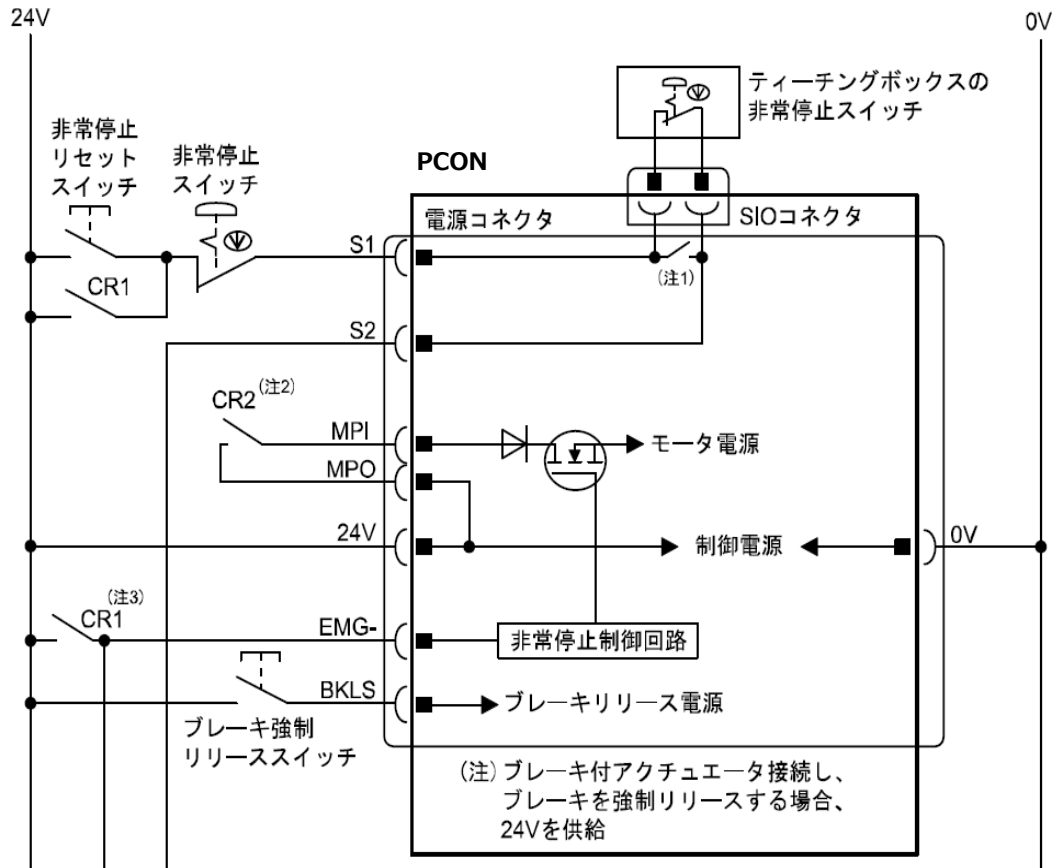 24V
0V
ティーチングボックスの
非常停止スイッチ
非常停止
リセット
スイッチ
非常停止
スイッチ
PCON
電源コネクタ
SIOコネクタ
S1
(注1)
CR1
S2
CR2(注2)
MPI
モータ電源
MPO
24V
制御電源
0V
CR1(注3)
EMG-
非常停止制御回路
BKLS
ブレーキリリース電源
ブレーキ強制
リリーススイッチ
(注)ブレーキ付アクチュエータ接続し、
ブレーキを強制リリースする場合、
24Vを供給